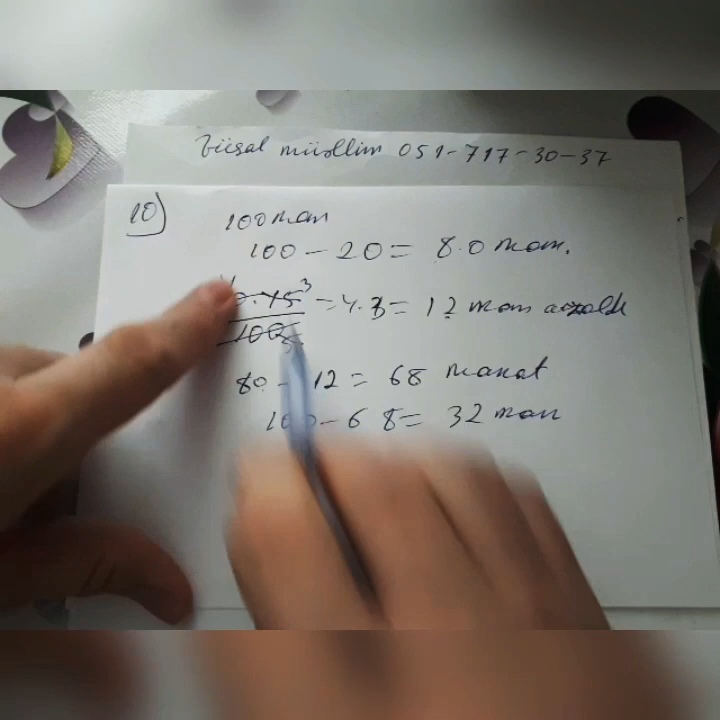 müəllim 051-717-30-37
10)
100 man
100 - 20 = 80 man.
= 4.3 = 12 man azaldı
100
80 - 12 = 68 manat
100 - 68 = 32 man